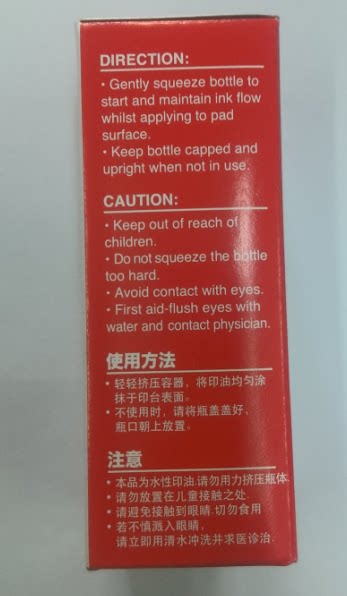 DIRECTION:
· Gently squeeze bottle to
start and maintain ink flow
whilst applying to pad
surface.
· Keep bottle capped and
upright when not in use.
CAUTION:
· Keep out of reach of
children.
· Do not squeeze the bottle
too hard.
· Avoid contact with eyes.
· First aid-flush eyes with
water and contact physician.
使用方法
· 轻轻挤压容器，将印油均匀涂
抹于印台表面。
· 不使用时，请将瓶盖盖好、
瓶口朝上放置。
注意
· 本品为水性印油.请勿用力挤压瓶体.
· 请勿放置在儿童接触之处.
· 请避免接触到眼睛.切勿食用
· 若不慎溅入眼睛，
请立即用清水冲洗并求医诊治.